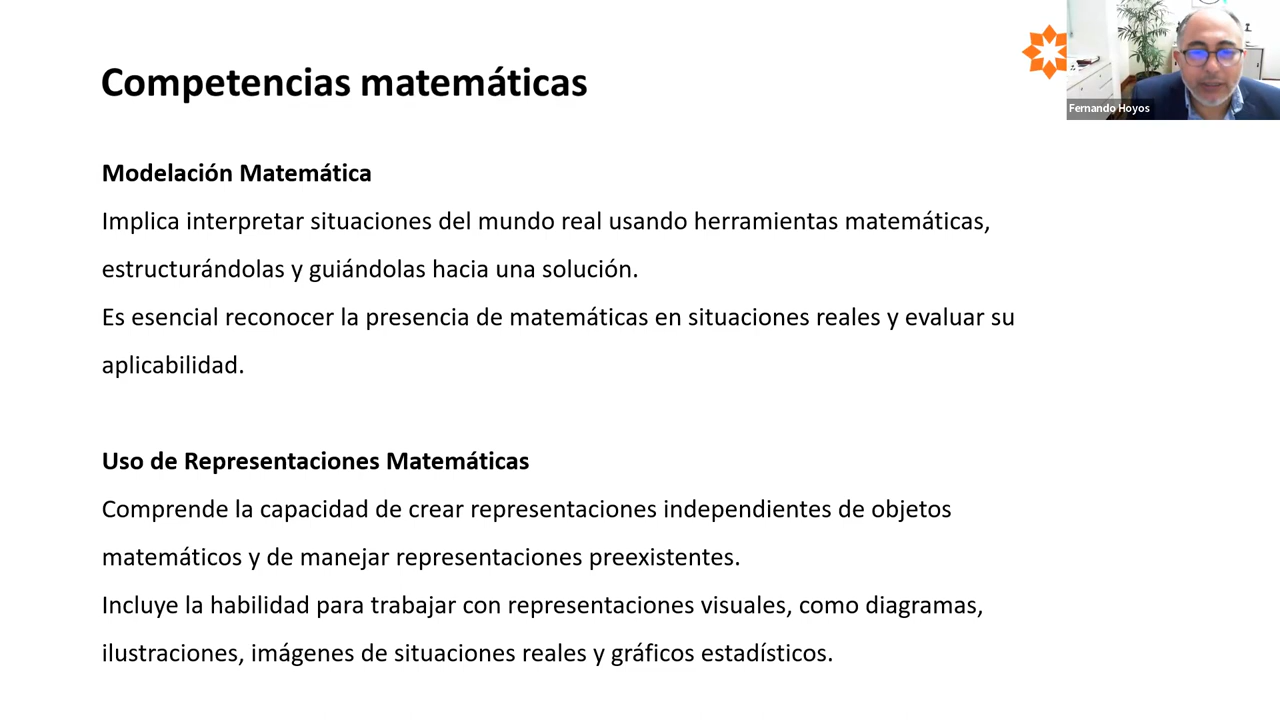 Competencias matemáticas
Fernando Hoyos
Modelación Matemática
Implica interpretar situaciones del mundo real usando herramientas matemáticas,
estructurándolas y guiándolas hacia una solución.
Es esencial reconocer la presencia de matemáticas en situaciones reales y evaluar su
aplicabilidad.
Uso de Representaciones Matemáticas
Comprende la capacidad de crear representaciones independientes de objetos
matemáticos y de manejar representaciones preexistentes.
Incluye la habilidad para trabajar con representaciones visuales, como diagramas,
ilustraciones, imágenes de situaciones reales y gráficos estadísticos.